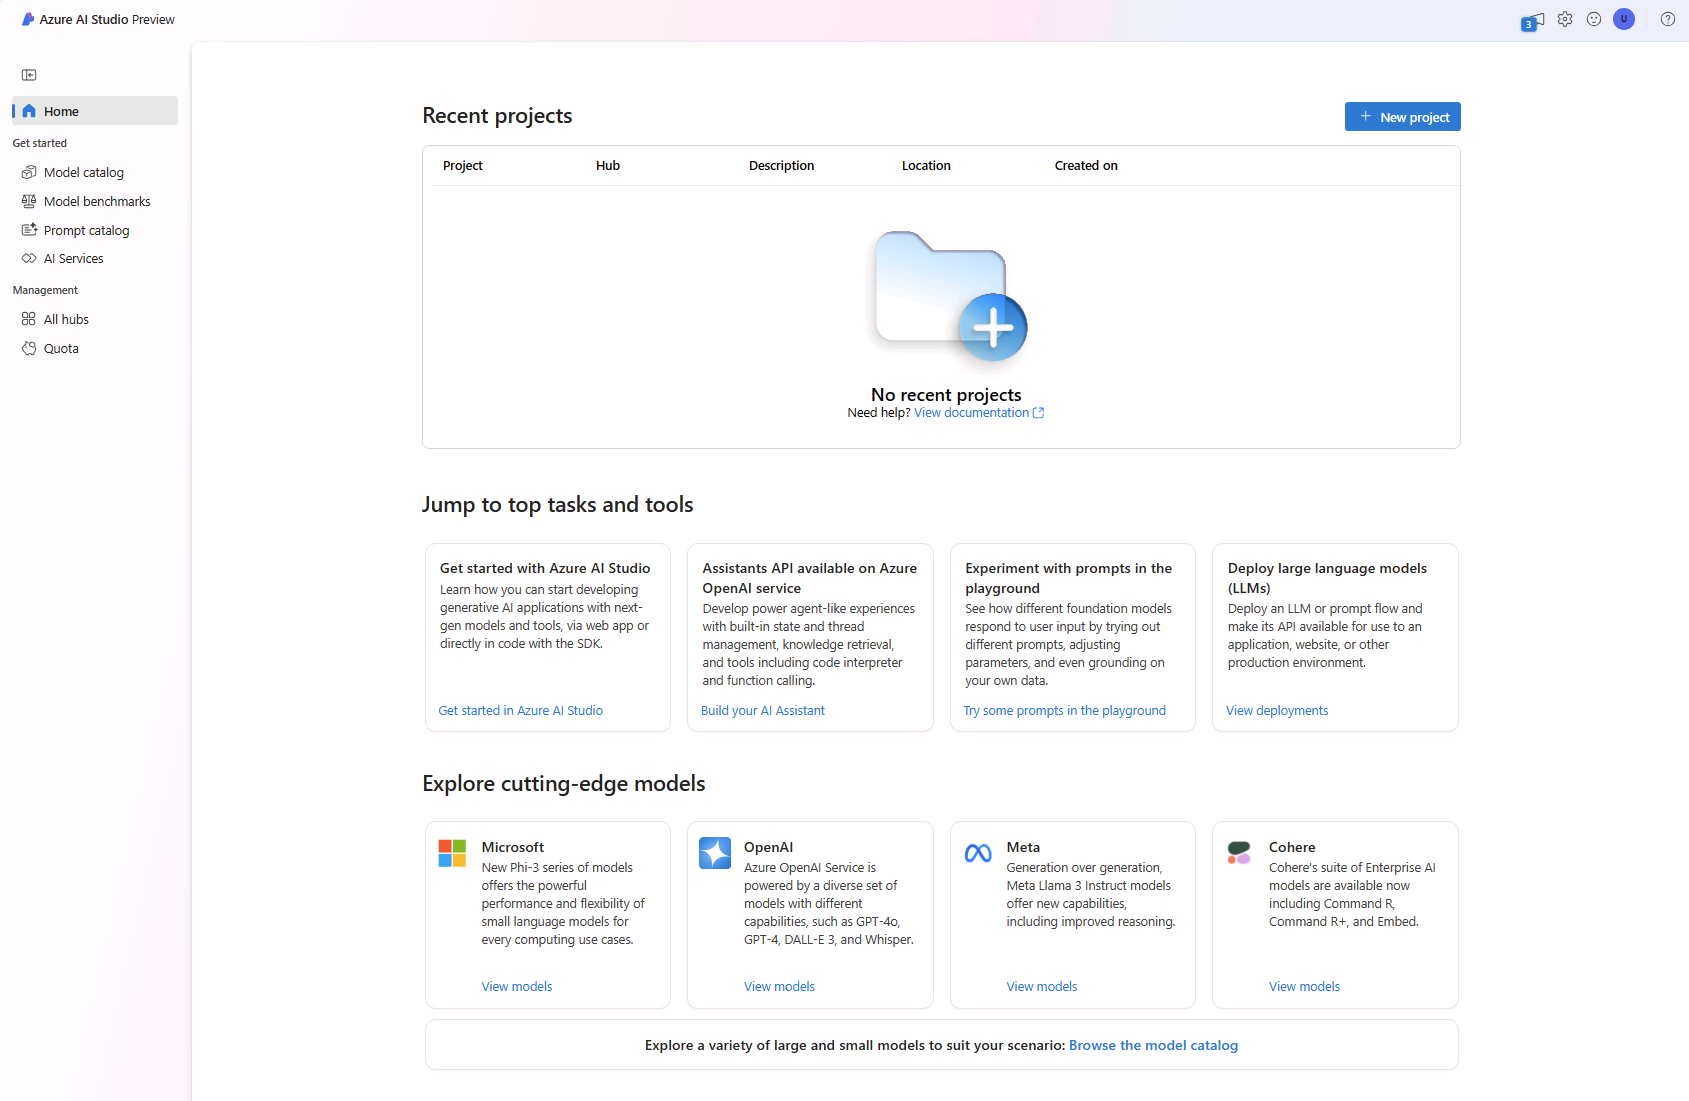 Azure AI Studio Preview
3
U
Home
Get started
Model catalog
Model benchmarks
Prompt catalog
AI Services
Management
All hubs
Quota
Recent projects
New project
Project Hub Description Location Created on
No recent projects
Need help? View documentation
Jump to top tasks and tools
Get started with Azure AI Studio
Learn how you can start developing
generative AI applications with next-
gen models and tools, via web app or
directly in code with the SDK.
Get started in Azure AI Studio
Assistants API available on Azure
OpenAI service
Develop power agent-like experiences
with built-in state and thread
management, knowledge retrieval,
and tools including code interpreter
and function calling.
Build your AI Assistant
Experiment with prompts in the
playground
See how different foundation models
respond to user input by trying out
different prompts, adjusting
parameters, and even grounding on
your own data.
Try some prompts in the playground
Deploy large language models
(LLMs)
Deploy an LLM or prompt flow and
make its API available for use to an
application, website, or other
production environment.
View deployments
Explore cutting-edge models
Microsoft
New Phi-3 series of models
offers the powerful
performance and flexibility of
small language models for
every computing use cases.
View models
OpenAI
Azure OpenAI Service is
powered by a diverse set of
models with different
capabilities, such as GPT-4o,
GPT-4, DALL-E 3, and Whisper.
View models
Meta
Generation over generation,
Meta Llama 3 Instruct models
offer new capabilities,
including improved reasoning.
View models
Cohere
Cohere's suite of Enterprise AI
models are available now
including Command R,
Command R+, and Embed.
View models
Explore a variety of large and small models to suit your scenario: Browse the model catalog